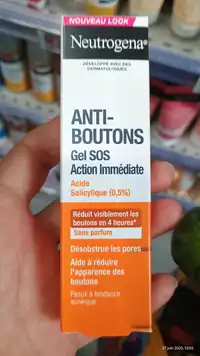 NOUVEAU LOOK
Neutrogena®
DÉVELOPPÉ AVEC DES
DERMATOLOGUES
ANTI-
BOUTONS
Gel SOS
Action Immédiate
Acide
Salicylique (0,5%)
Réduit visiblement les
boutons en 4 heures*
Sans parfum
Désobstrue les pores
Aide à réduire
l'apparence des
boutons
Peaux à tendance
acnéique